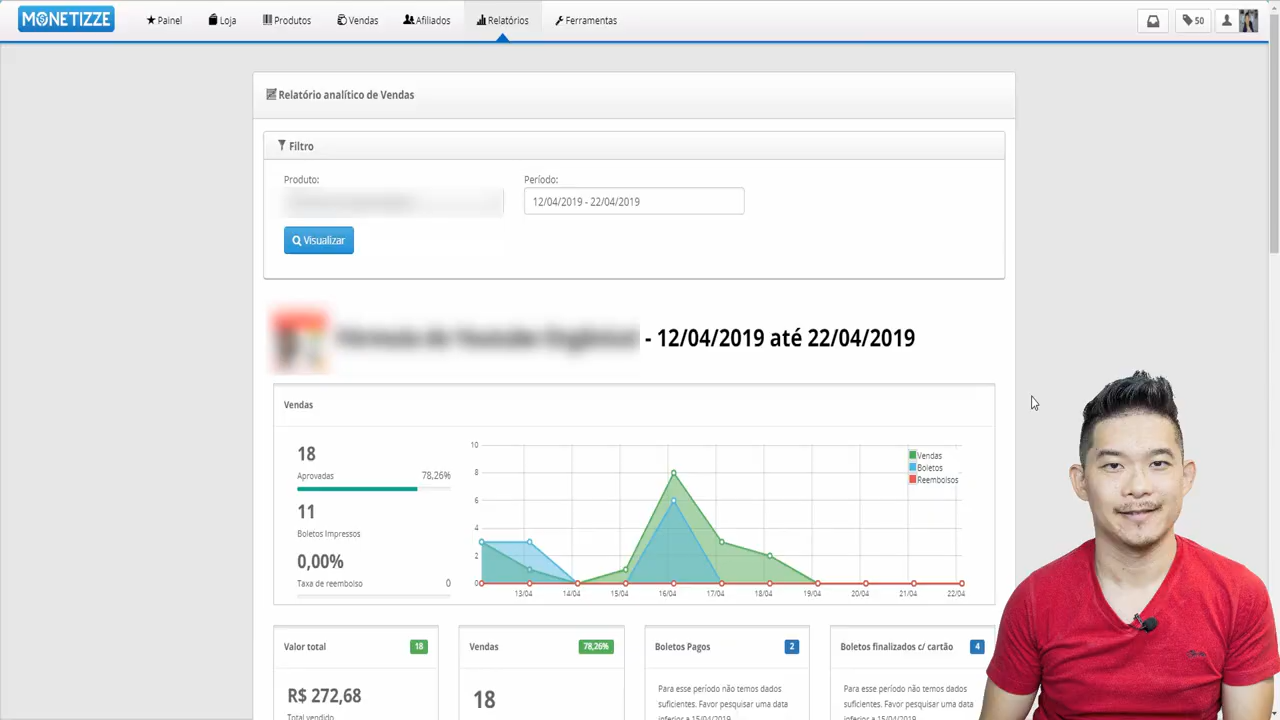 MONETIZZE
Painel
Loja
Produtos
Vendas
Afiliados
Relatórios
Ferramentas
50
Relatório analítico de Vendas
Filtro
Produto:
Período:
12/04/2019 - 22/04/2019
Visualizar
- 12/04/2019 até 22/04/2019
Vendas
18
Aprovadas
78,26%
11
Boletos Impressos
0,00%
Taxa de reembolso
0
10
8
6
4
2
0
13/04
14/04
15/04
16/04
17/04
18/04
19/04
20/04
21/04
22/04
Vendas
Boletos
Reembolsos
Valor total
18
R$ 272,68
Total vendido
Vendas
78,26%
18
Boletos Pagos
2
Para esse período não temos dados
suficientes. Favor pesquisar uma data
inferior a 15/04/2019
Boletos finalizados c/ cartão
4
Para esse período não temos dados
suficientes. Favor pesquisar uma data
inferior a 15/04/2019